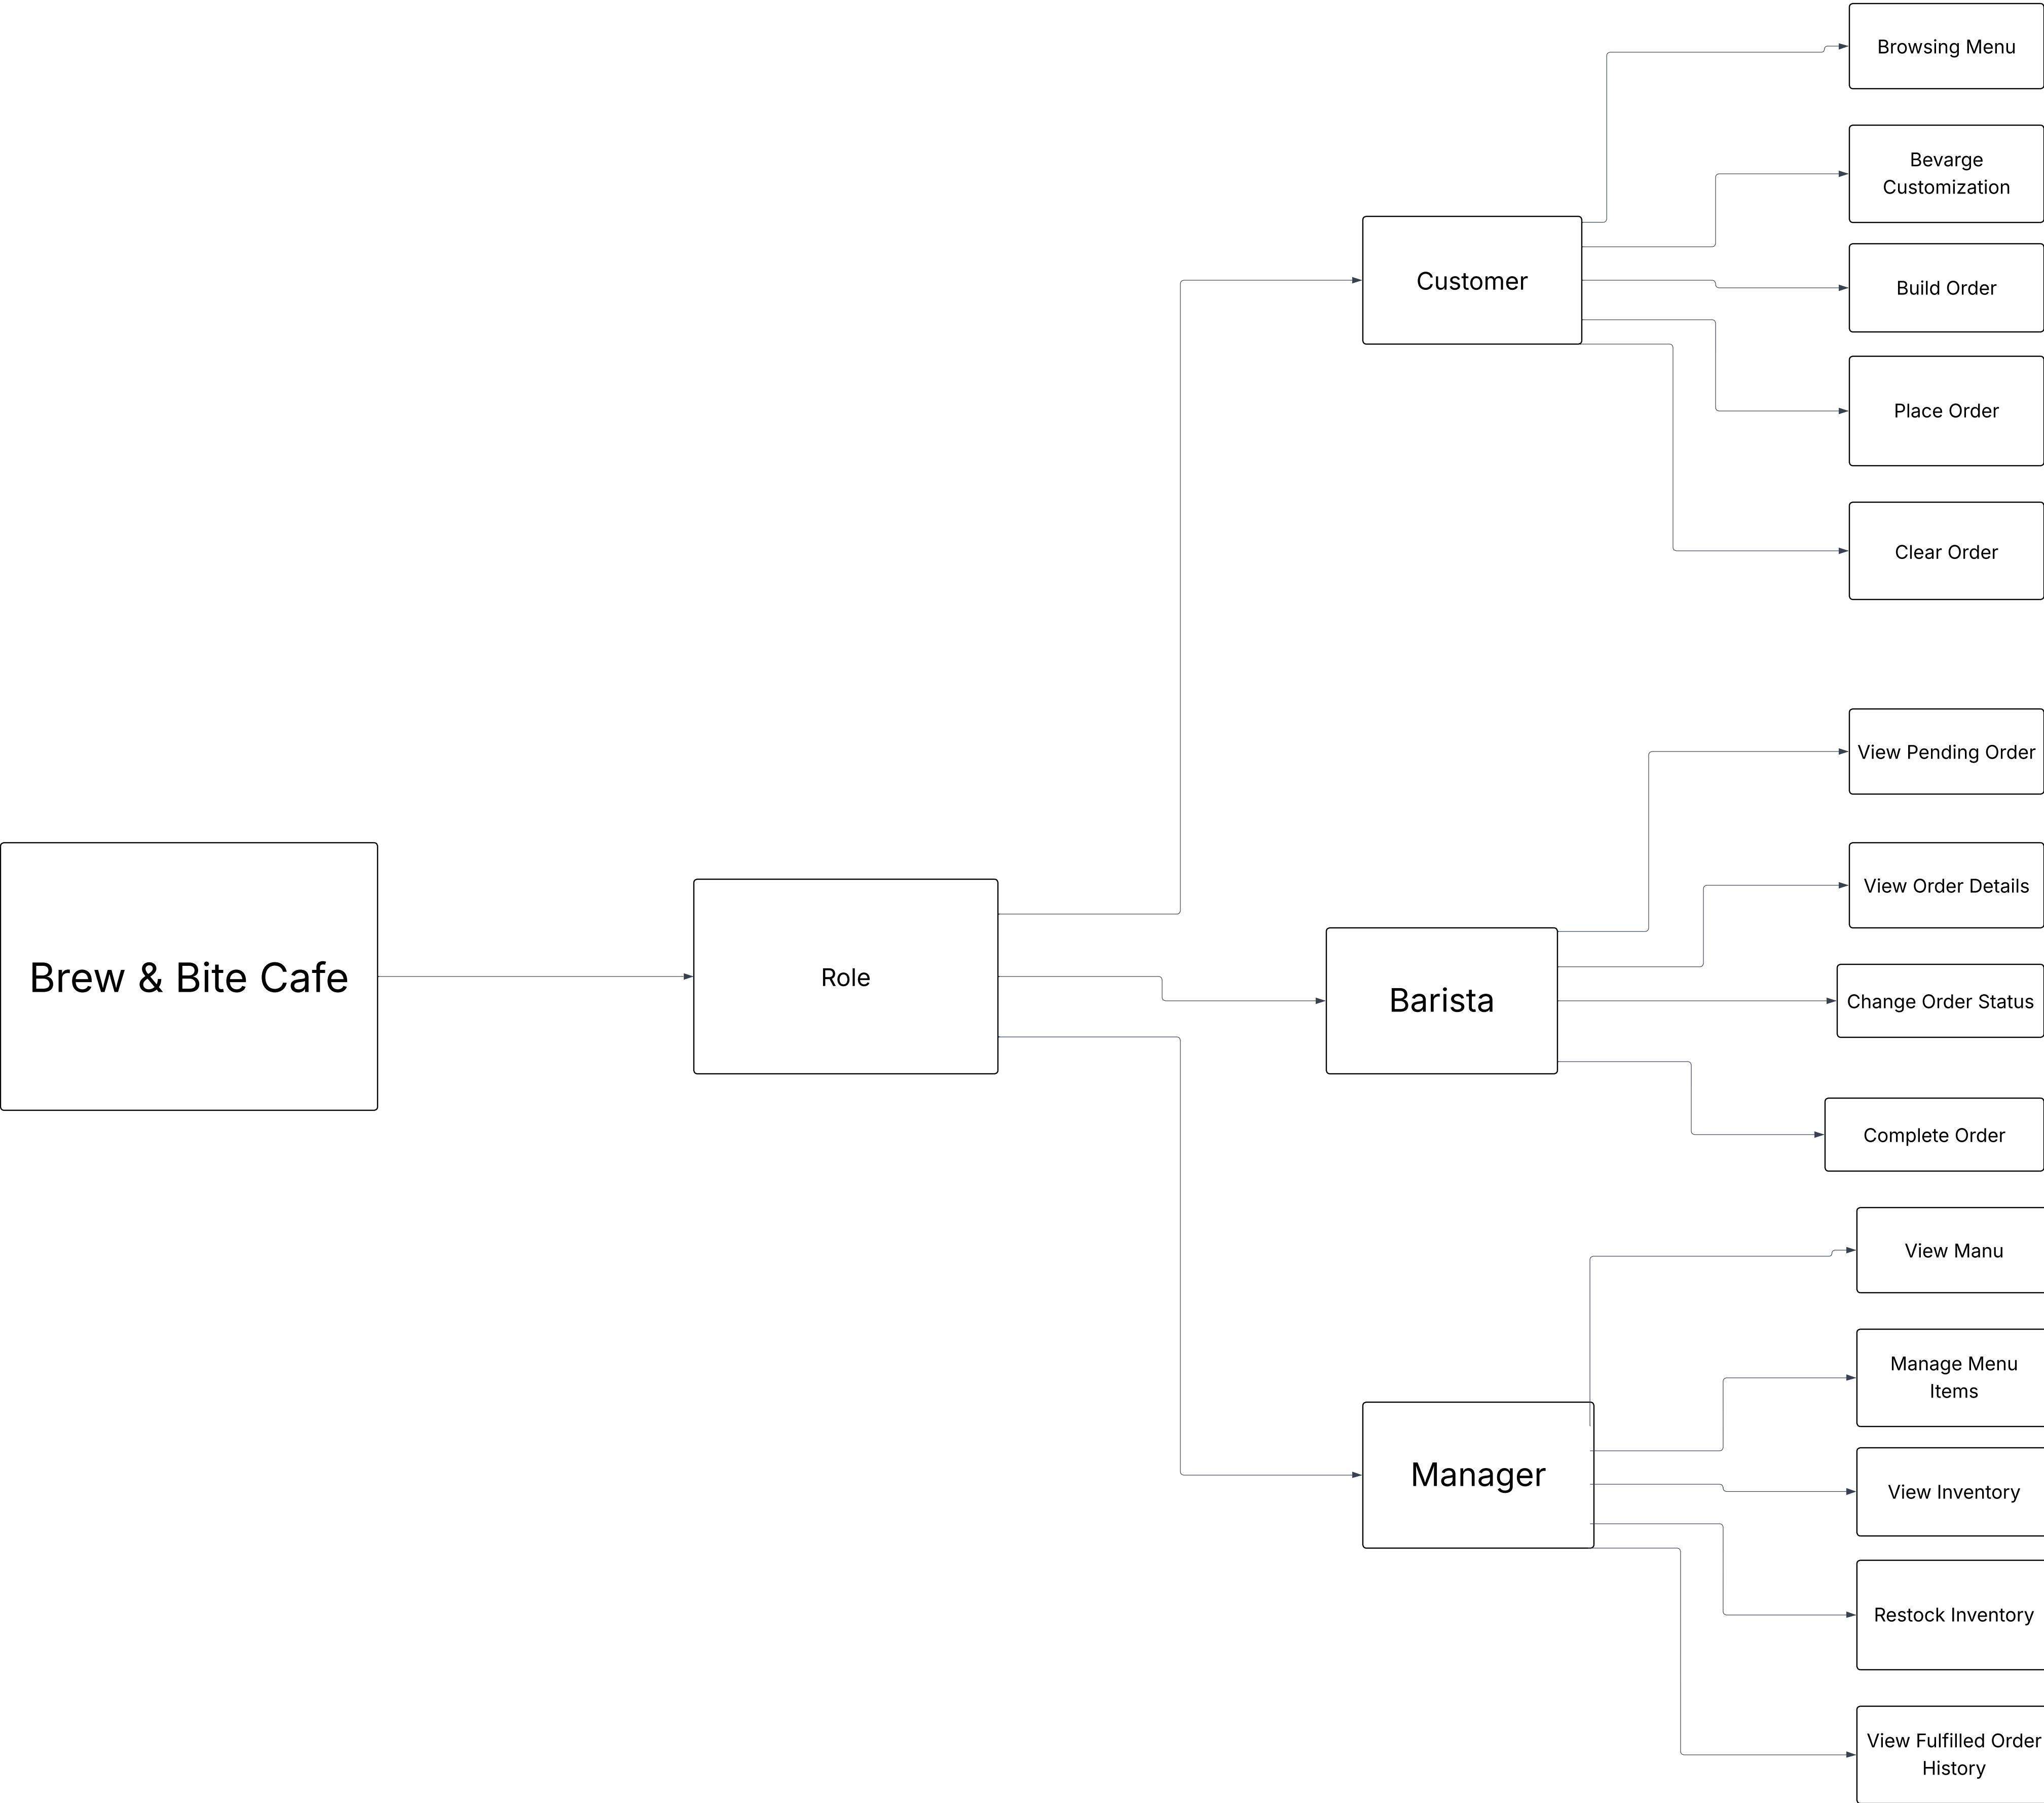 Browsing Menu
Bevarge
Customization
Customer
Build Order
Place Order
Clear Order
View Pending Order
View Order Details
Brew & Bite Cafe
Role
Barista
Change Order Status
Complete Order
View Manu
Manage Menu
Items
Manager
View Inventory
Restock Inventory
View Fulfilled Order
History